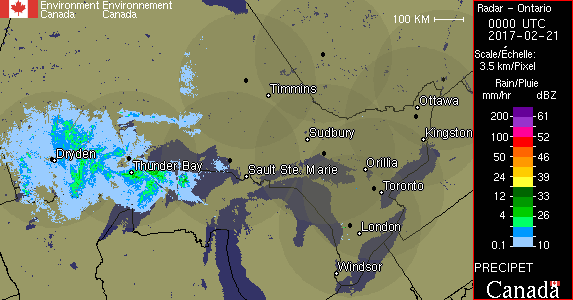 Environment Environnement
Canada Canada
100 KM
Timmins
Ottawa
Sudbury
Kingston
Dryden
Thunder Bay
Sault Ste. Marie
Orillia
Toronto
London
Windsor
Radar - Ontario
0000 UTC
2017-02-21
Scale/Échelle:
3.5 km/Pixel
Rain/Pluie
mm/hr dBZ
200 61
100 52
50 46
24 39
12 33
4 26
0.1 10
PRECIPET
Canada